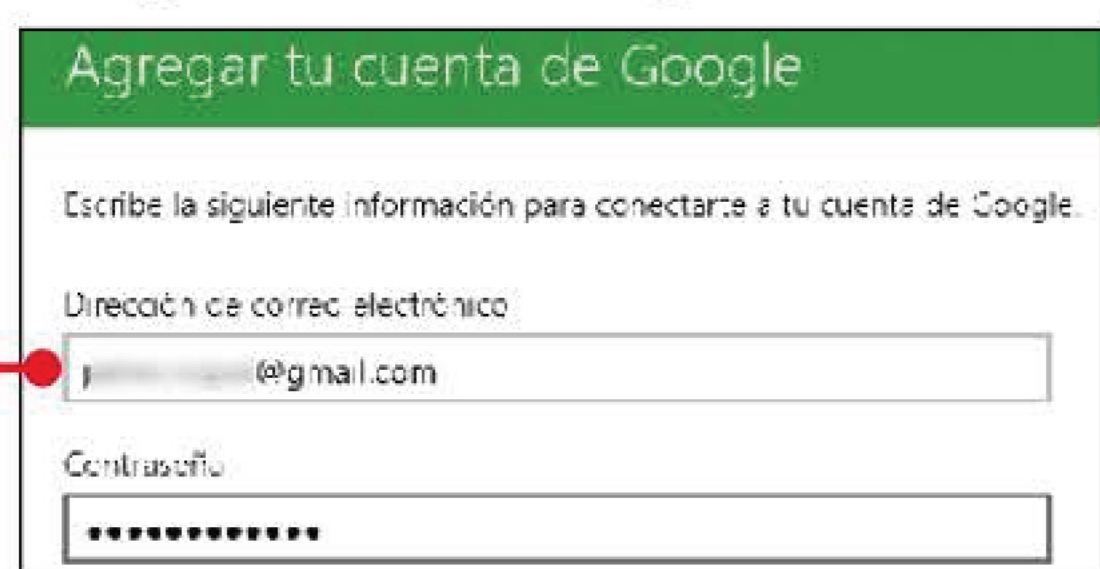 Agregar tu cuenta de Google
Escribe la siguiente información para conectarte a tu cuenta de Google.
Dirección de correo electrónico
@gmail.com
Contraseña
••••••••••••